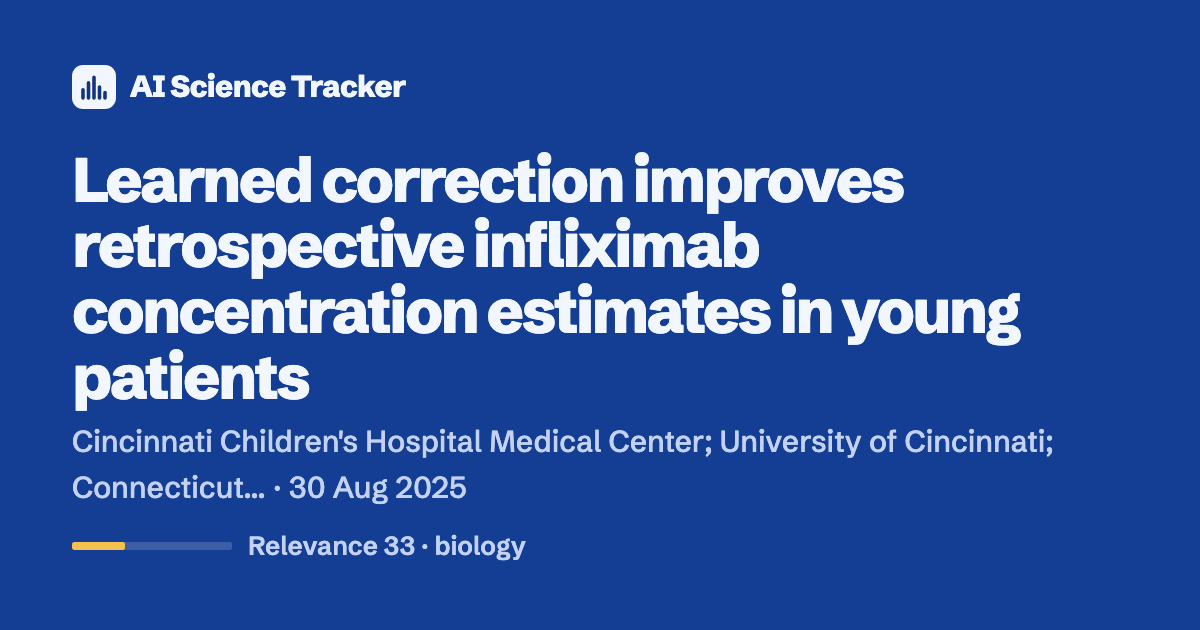 AI Science Tracker
Learned correction improves
retrospective infliximab
concentration estimates in young
patients
Cincinnati Children's Hospital Medical Center; University of Cincinnati;
Connecticut... · 30 Aug 2025
Relevance 33 · biology